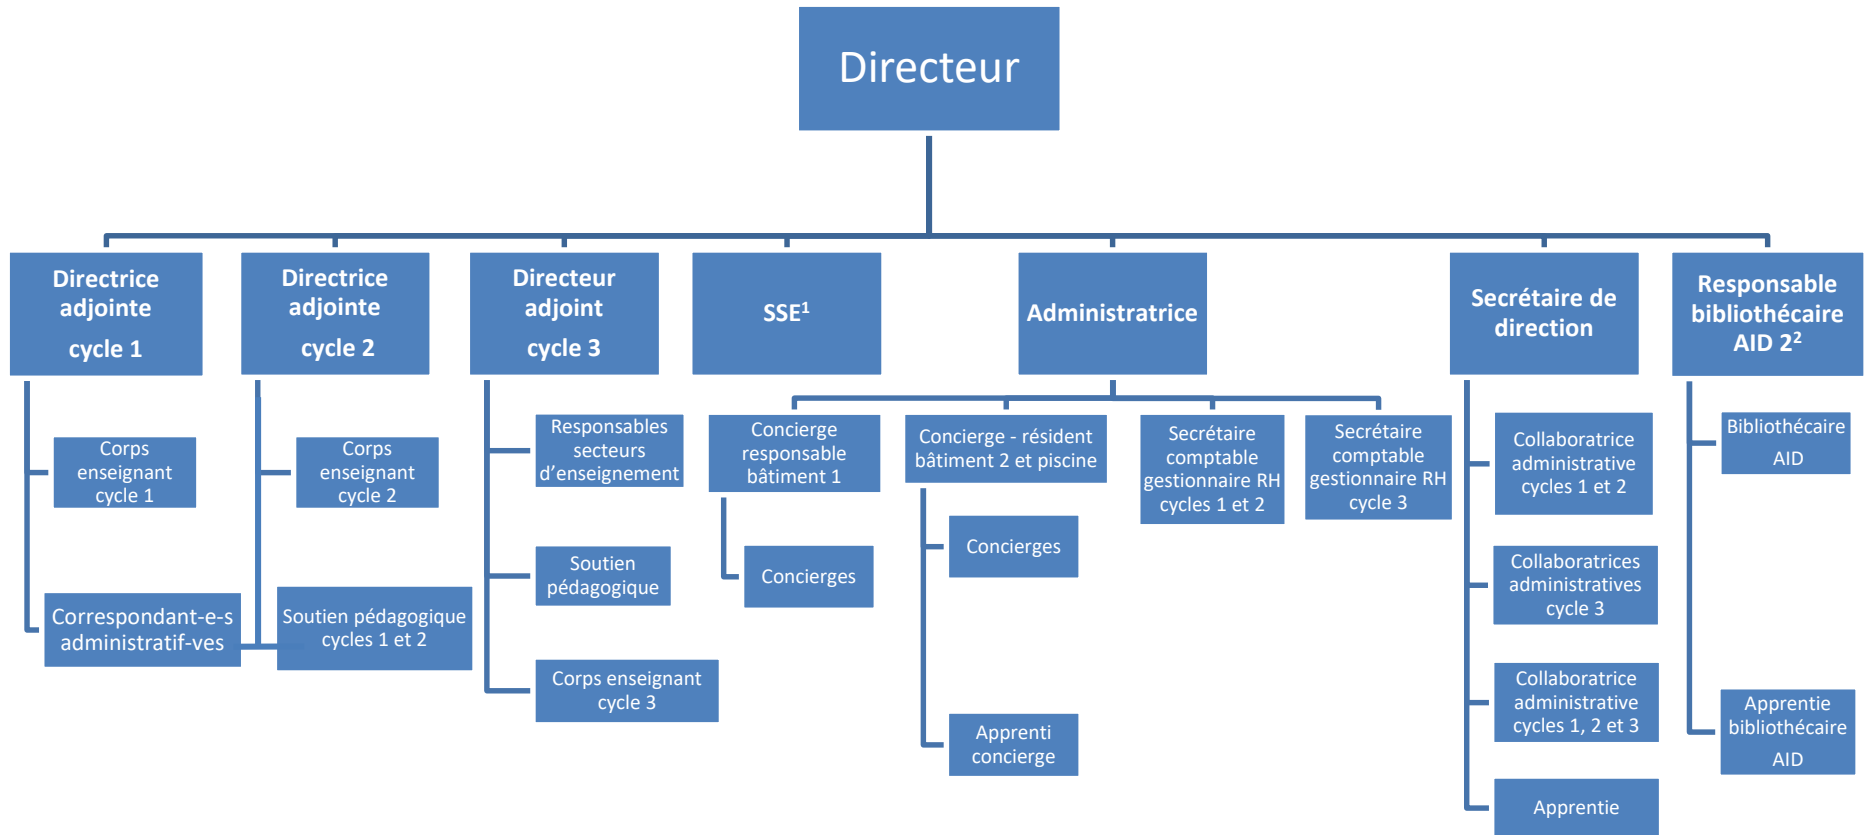 Directeur
Directrice
adjointe
cycle 1
Directrice
adjointe
cycle 2
Directeur
adjoint
cycle 3
SSE¹
Administratrice
Secrétaire de
direction
Responsable
bibliothécaire
AID 2²
Corps
enseignant
cycle 1
Correspondant-e-s
administratif-ves
Corps
enseignant
cycle 2
Soutien pédagogique
cycles 1 et 2
Responsables
secteurs
d’enseignement
Soutien
pédagogique
Corps enseignant
cycle 3
Concierge
responsable
bâtiment 1
Concierges
Concierge - résident
bâtiment 2 et piscine
Concierges
Apprenti
concierge
Secrétaire
comptable
gestionnaire RH
cycles 1 et 2
Secrétaire
comptable
gestionnaire RH
cycle 3
Collaboratrice
administrative
cycles 1 et 2
Collaboratrices
administratives
cycle 3
Collaboratrice
administrative
cycles 1, 2 et 3
Apprentie
Bibliothécaire
AID
Apprentie
bibliothécaire
AID